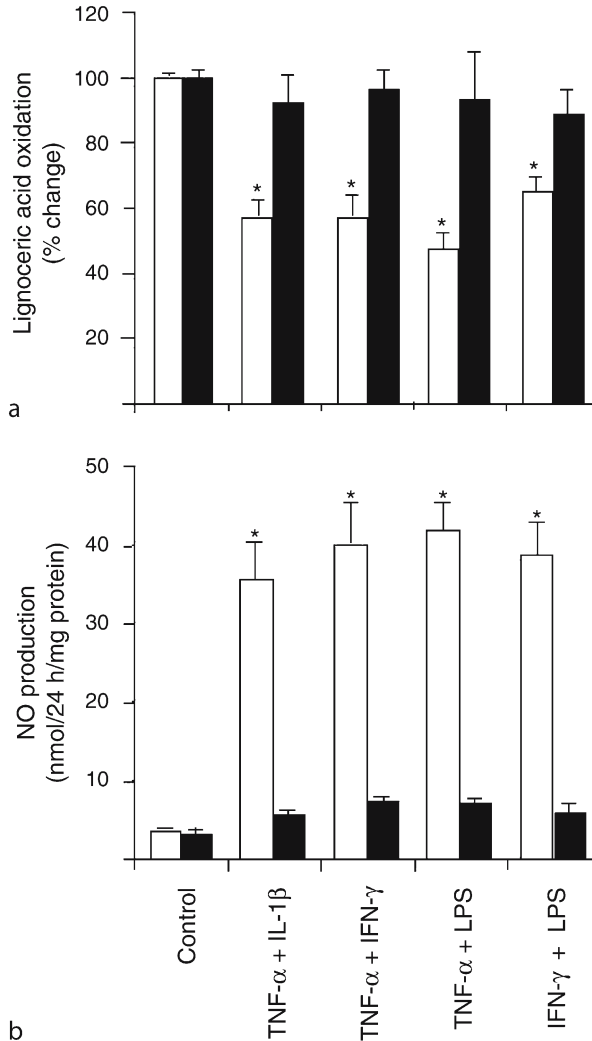 120
100
80
60
40
20
Lignoceric acid oxidation
(% change)
*
*
*
*
a
50
40
30
20
10
NO production
(nmol/24 h/mg protein)
*
*
*
*
Control
TNF-α + IL-1β
TNF-α + IFN-γ
TNF-α + LPS
IFN-γ + LPS
b